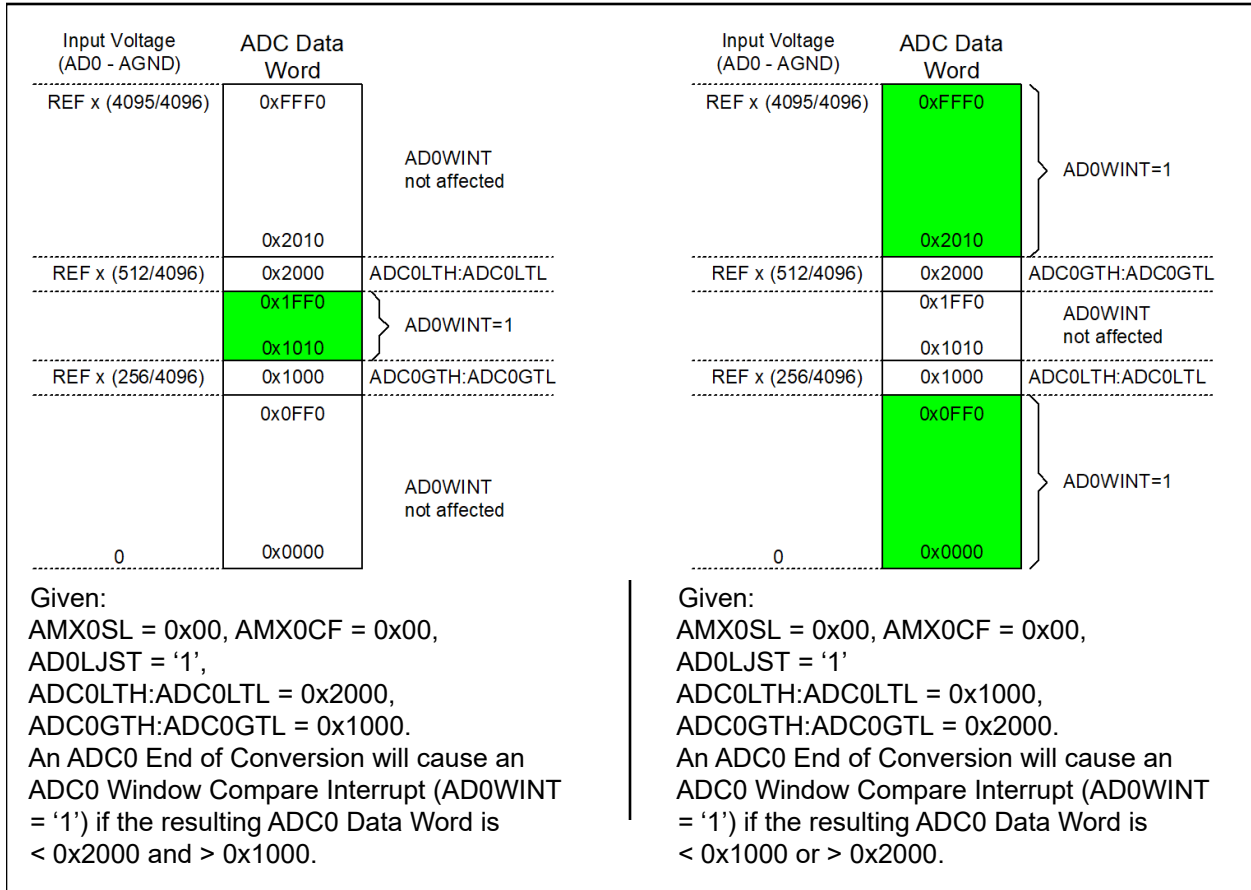 Input Voltage
(AD0 - AGND)
ADC Data
Word
REF x (4095/4096)
0xFFF0
AD0WINT
not affected
0x2010
REF x (512/4096)
0x2000
ADC0LTH:ADC0LTL
0x1FF0
AD0WINT=1
0x1010
REF x (256/4096)
0x1000
ADC0GTH:ADC0GTL
0x0FF0
AD0WINT
not affected
0
0x0000
Given:
AMX0SL = 0x00, AMX0CF = 0x00,
AD0LJST = ‘1’,
ADC0LTH:ADC0LTL = 0x2000,
ADC0GTH:ADC0GTL = 0x1000.
An ADC0 End of Conversion will cause an
ADC0 Window Compare Interrupt (AD0WINT
= ‘1’) if the resulting ADC0 Data Word is
< 0x2000 and > 0x1000.
Input Voltage
(AD0 - AGND)
ADC Data
Word
REF x (4095/4096)
0xFFF0
AD0WINT=1
0x2010
REF x (512/4096)
0x2000
ADC0GTH:ADC0GTL
0x1FF0
AD0WINT
not affected
0x1010
REF x (256/4096)
0x1000
ADC0LTH:ADC0LTL
0x0FF0
AD0WINT=1
0
0x0000
Given:
AMX0SL = 0x00, AMX0CF = 0x00,
AD0LJST = ‘1’
ADC0LTH:ADC0LTL = 0x1000,
ADC0GTH:ADC0GTL = 0x2000.
An ADC0 End of Conversion will cause an
ADC0 Window Compare Interrupt (AD0WINT
= ‘1’) if the resulting ADC0 Data Word is
< 0x1000 or > 0x2000.